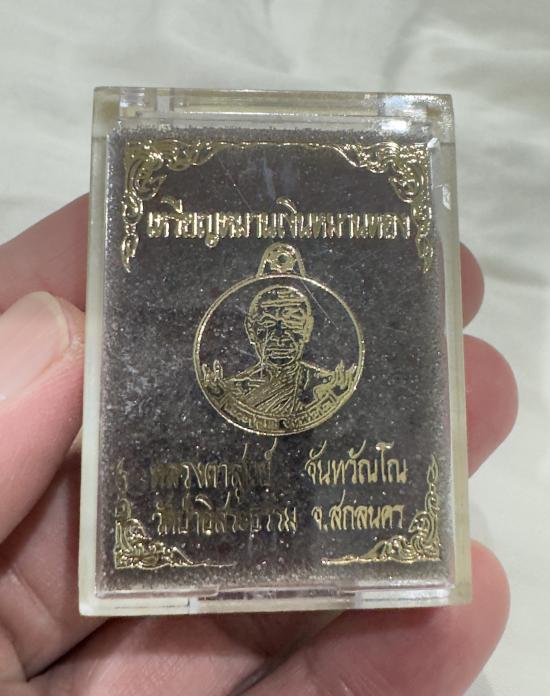 เหรียญหมานเงินหมานทอง
หลวงตาสุริย์ จันทวัณโณ
วัดป่าอิสระธรรม จ.สกลนคร